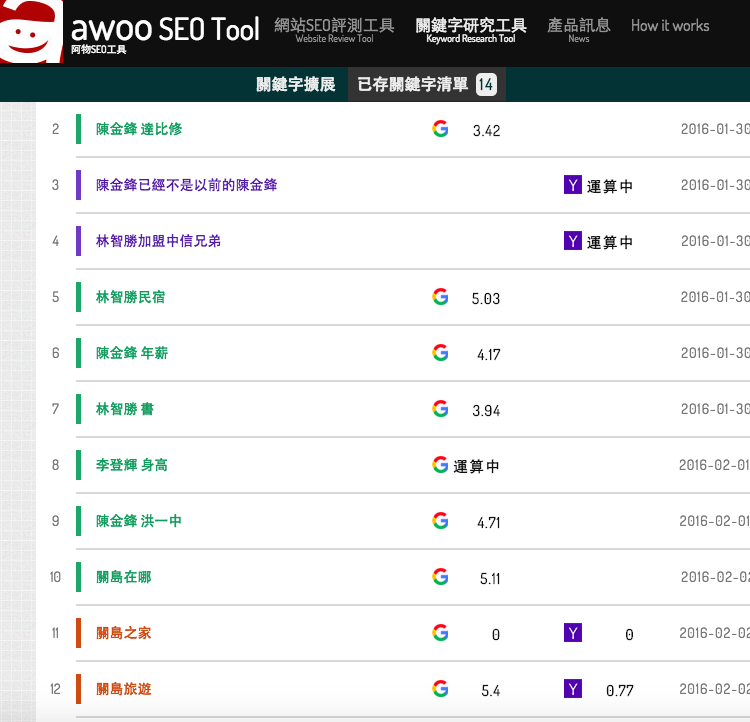 awoo SEO Tool
阿物SEO工具
網站SEO評測工具
Website Review Tool
關鍵字研究工具
Keyword Research Tool
產品訊息
News
How it works
關鍵字擴展
已存關鍵字清單 14
2 陳金鋒 達比修 3.42 2016-01-30
3 陳金鋒已經不是以前的陳金鋒 Y 運算中 2016-01-30
4 林智勝加盟中信兄弟 Y 運算中 2016-01-30
5 林智勝民宿 G 5.03 2016-01-30
6 陳金鋒 年薪 G 4.17 2016-01-30
7 林智勝 書 G 3.94 2016-01-30
8 李登輝 身高 G 運算中 2016-02-01
9 陳金鋒 洪一中 G 4.71 2016-02-01
10 關島在哪 G 5.11 2016-02-02
11 關島之家 G 0 Y 0 2016-02-02
12 關島旅遊 G 5.4 Y 0.77 2016-02-02